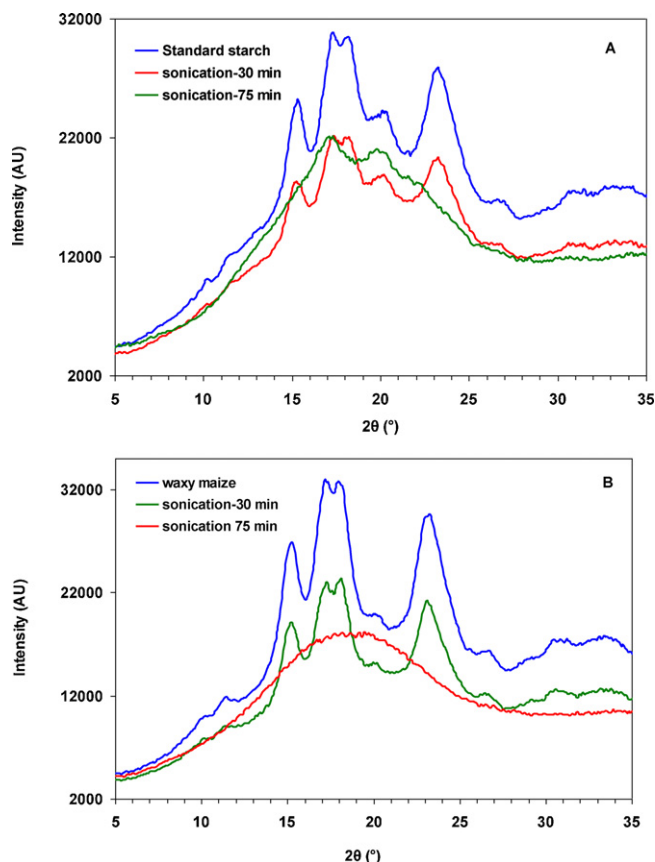 32000
A
Standard starch
sonication-30 min
sonication-75 min
22000
Intensity (AU)
12000
2000
5 10 15 20 25 30 35
2θ (°)
B
waxy maize
32000
sonication-30 min
sonication 75 min
22000
Intensity (AU)
12000
2000
5 10 15 20 25 30 35
2θ (°)